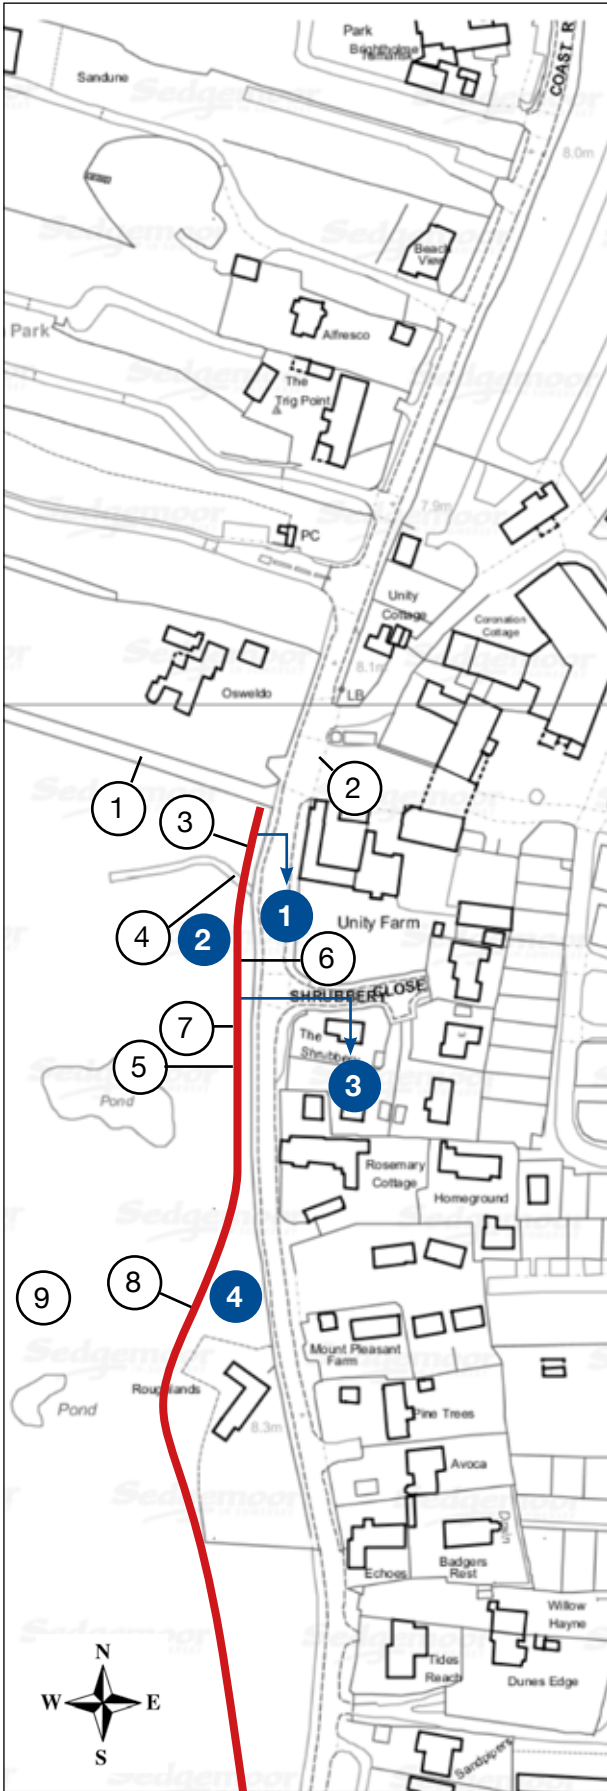 Park
Brightholme
COAST R
Sandune
8.0m
Beach
View
Park
Alfresco
The
Trig Point
7.9m
PC
Unity
Cottage
Coronation
Cottage
8.1m
LB
Osweldo
1
2
3
4
2
1
Unity Farm
6
SHRUBBERY CLOSE
7
The
Shrubbery
5
3
Pond
Rosemary
Cottage
Homeground
8
9
4
Mount Pleasant
Farm
Pond
8.3m
Pine Trees
Avoca
Drain
Echoes
Badgers
Rest
Willow
Hayne
N
W E
S
Tides
Reach
Dunes Edge
Sandpipers
Sedgemoor